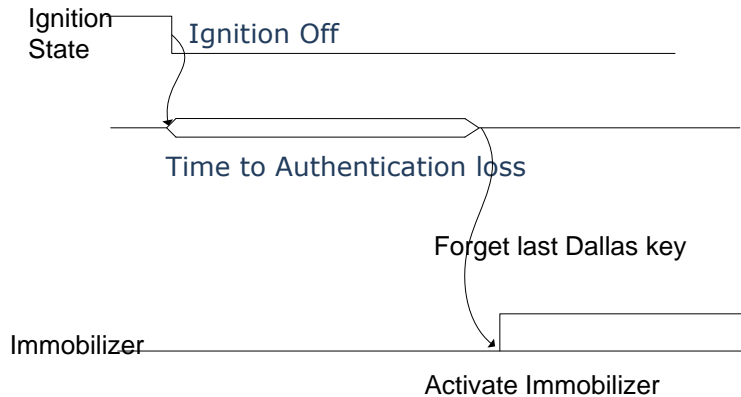 Ignition
State
Ignition Off
Time to Authentication loss
Forget last Dallas key
Immobilizer
Activate Immobilizer